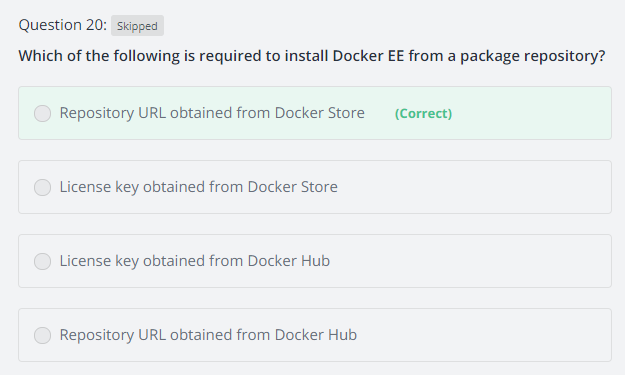 Question 20: Skipped
Which of the following is required to install Docker EE from a package repository?
Repository URL obtained from Docker Store (Correct)
License key obtained from Docker Store
License key obtained from Docker Hub
Repository URL obtained from Docker Hub